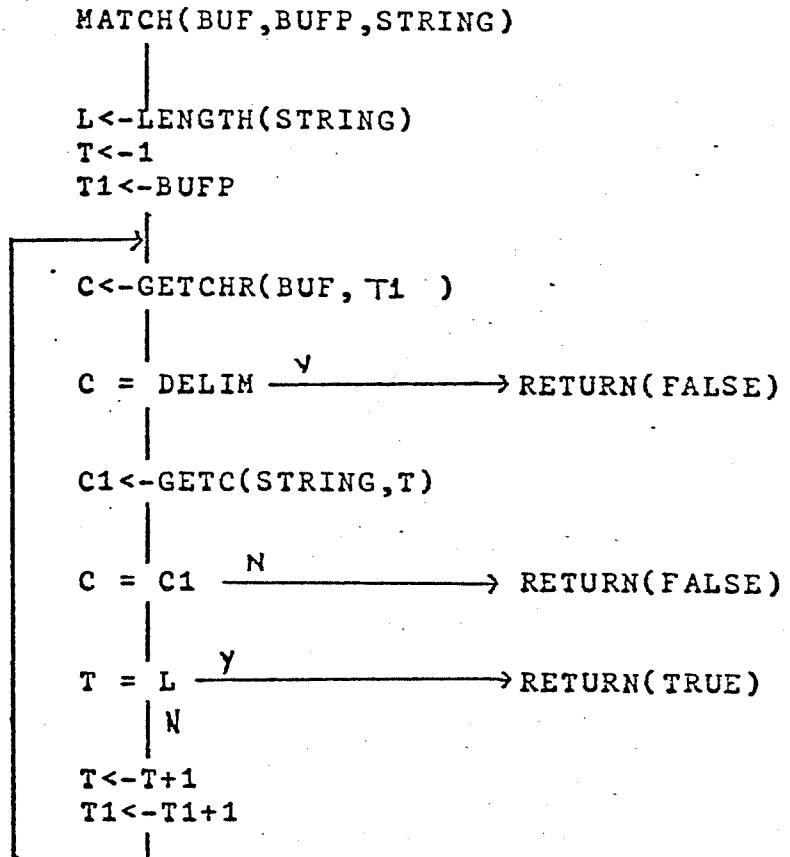 MATCH(BUF,BUFP,STRING)
L<-LENGTH(STRING)
T<-1
T1<-BUFP
C<-GETCHR(BUF, T1 )
C = DELIM Y RETURN(FALSE)
C1<-GETC(STRING,T)
C = C1 N RETURN(FALSE)
T = L Y RETURN(TRUE)
N
T<-T+1
T1<-T1+1